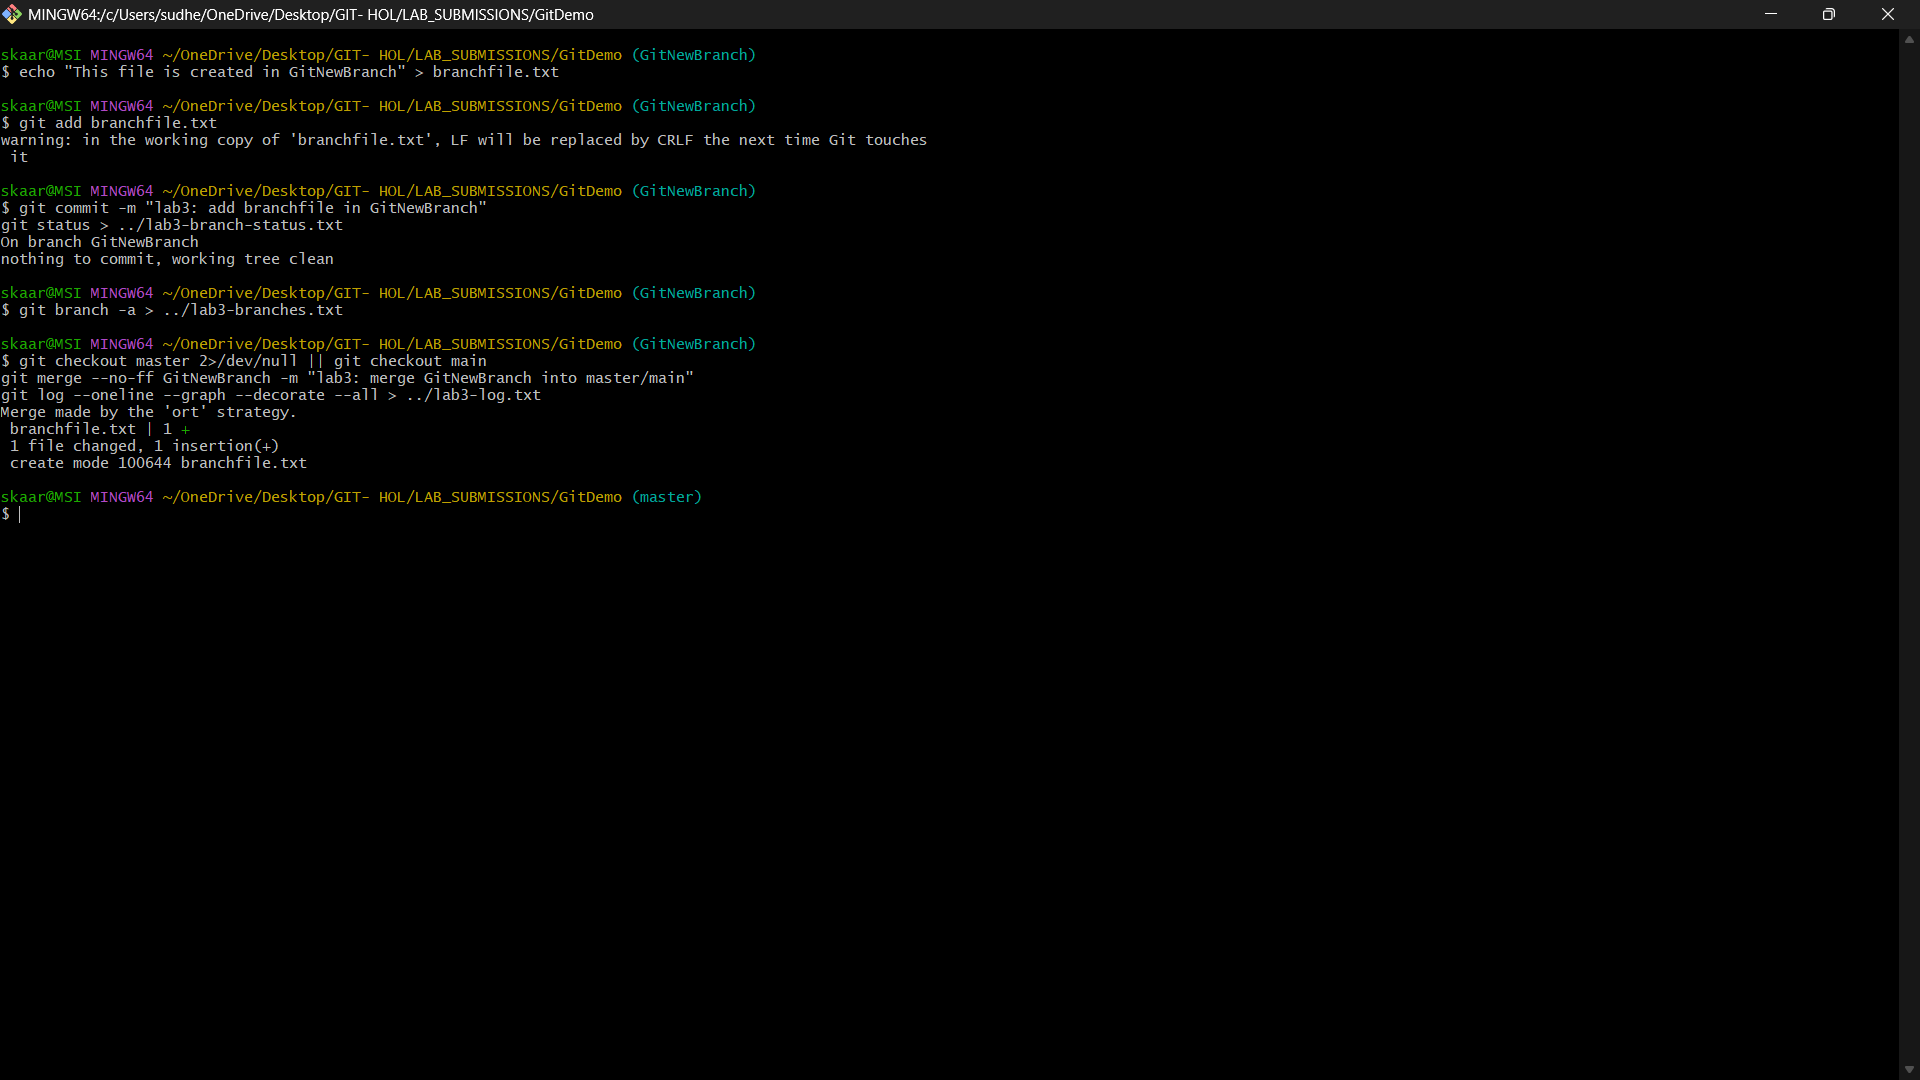 MINGW64:/c/Users/sudhe/OneDrive/Desktop/GIT- HOL/LAB_SUBMISSIONS/GitDemo
skaar@MSI MINGW64 ~/OneDrive/Desktop/GIT- HOL/LAB_SUBMISSIONS/GitDemo (GitNewBranch)
$ echo "This file is created in GitNewBranch" > branchfile.txt
skaar@MSI MINGW64 ~/OneDrive/Desktop/GIT- HOL/LAB_SUBMISSIONS/GitDemo (GitNewBranch)
$ git add branchfile.txt
warning: in the working copy of 'branchfile.txt', LF will be replaced by CRLF the next time Git touches
it
skaar@MSI MINGW64 ~/OneDrive/Desktop/GIT- HOL/LAB_SUBMISSIONS/GitDemo (GitNewBranch)
$ git commit -m "lab3: add branchfile in GitNewBranch"
git status > ../lab3-branch-status.txt
On branch GitNewBranch
nothing to commit, working tree clean
skaar@MSI MINGW64 ~/OneDrive/Desktop/GIT- HOL/LAB_SUBMISSIONS/GitDemo (GitNewBranch)
$ git branch -a > ../lab3-branches.txt
skaar@MSI MINGW64 ~/OneDrive/Desktop/GIT- HOL/LAB_SUBMISSIONS/GitDemo (GitNewBranch)
$ git checkout master 2>/dev/null || git checkout main
git merge --no-ff GitNewBranch -m "lab3: merge GitNewBranch into master/main"
git log --oneline --graph --decorate --all > ../lab3-log.txt
Merge made by the 'ort' strategy.
branchfile.txt | 1 +
1 file changed, 1 insertion(+)
create mode 100644 branchfile.txt
skaar@MSI MINGW64 ~/OneDrive/Desktop/GIT- HOL/LAB_SUBMISSIONS/GitDemo (master)
$